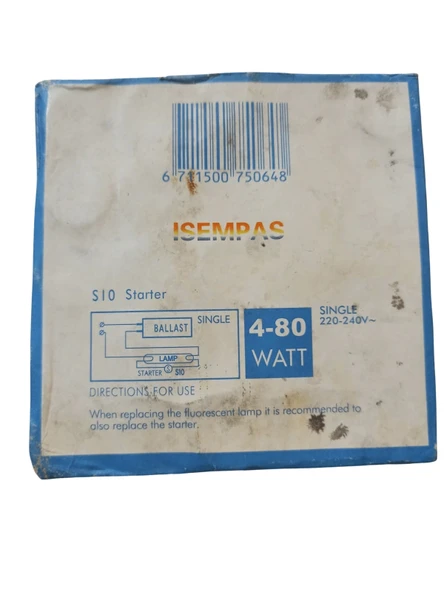 6 711500 750648
ISEMPAS
S10 Starter
BALLAST
SINGLE
LAMP
STARTER S10
4-80
WATT
SINGLE
220-240V~
DIRECTIONS FOR USE
When replacing the fluorescent lamp it is recommended to
also replace the starter.